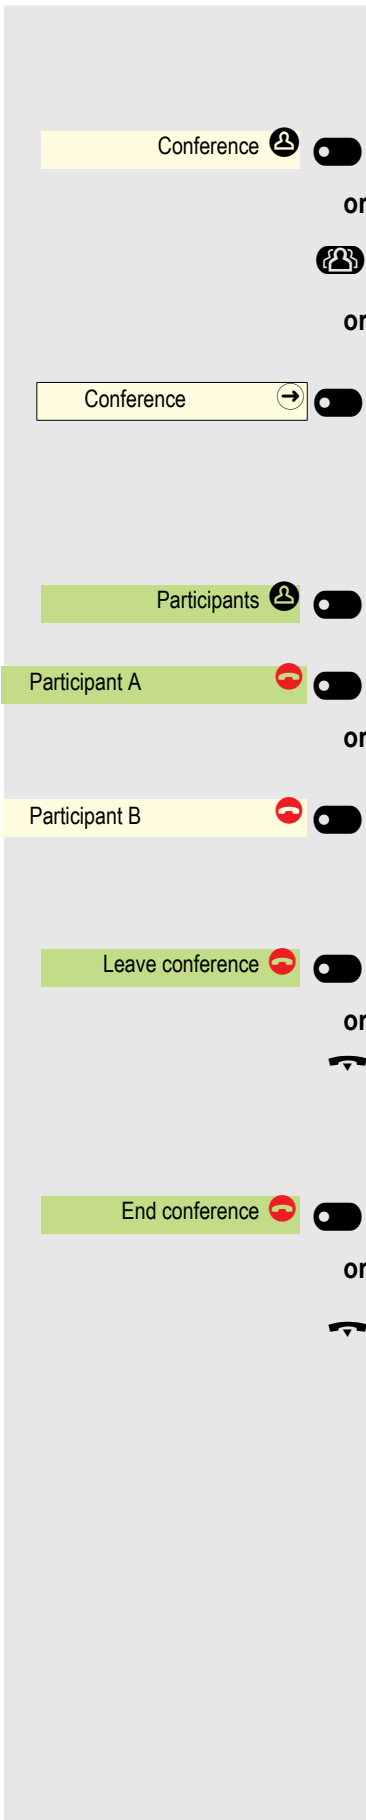 Conference
or
or
Conference
Participants
Participant A
or
Participant B
Leave conference
or
End conference
or